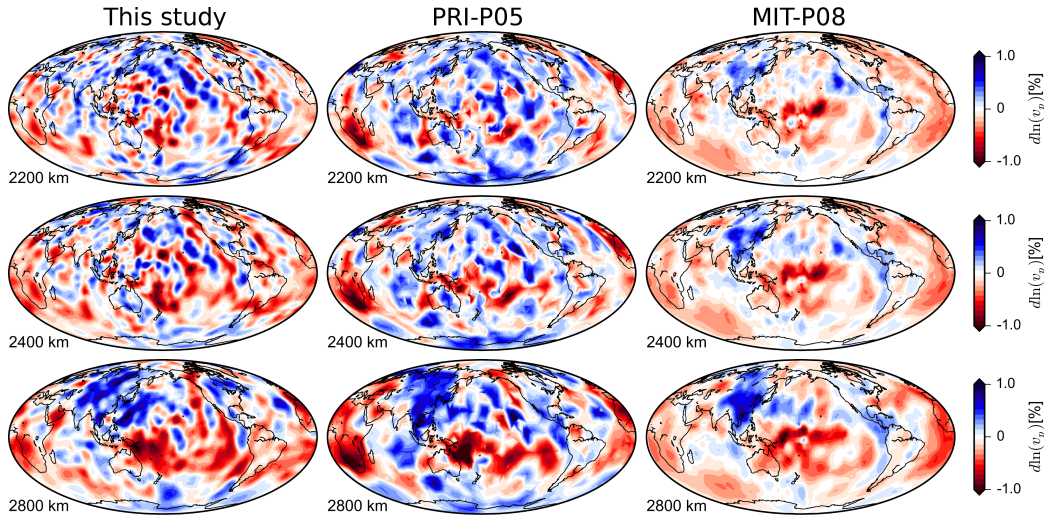 This study PRI-P05 MIT-P08
2200 km 2200 km 2200 km
1.0
0
-1.0
dln(v_p)[%]
2400 km 2400 km 2400 km
1.0
0
-1.0
dln(v_p)[%]
2800 km 2800 km 2800 km
1.0
0
-1.0
dln(v_p)[%]